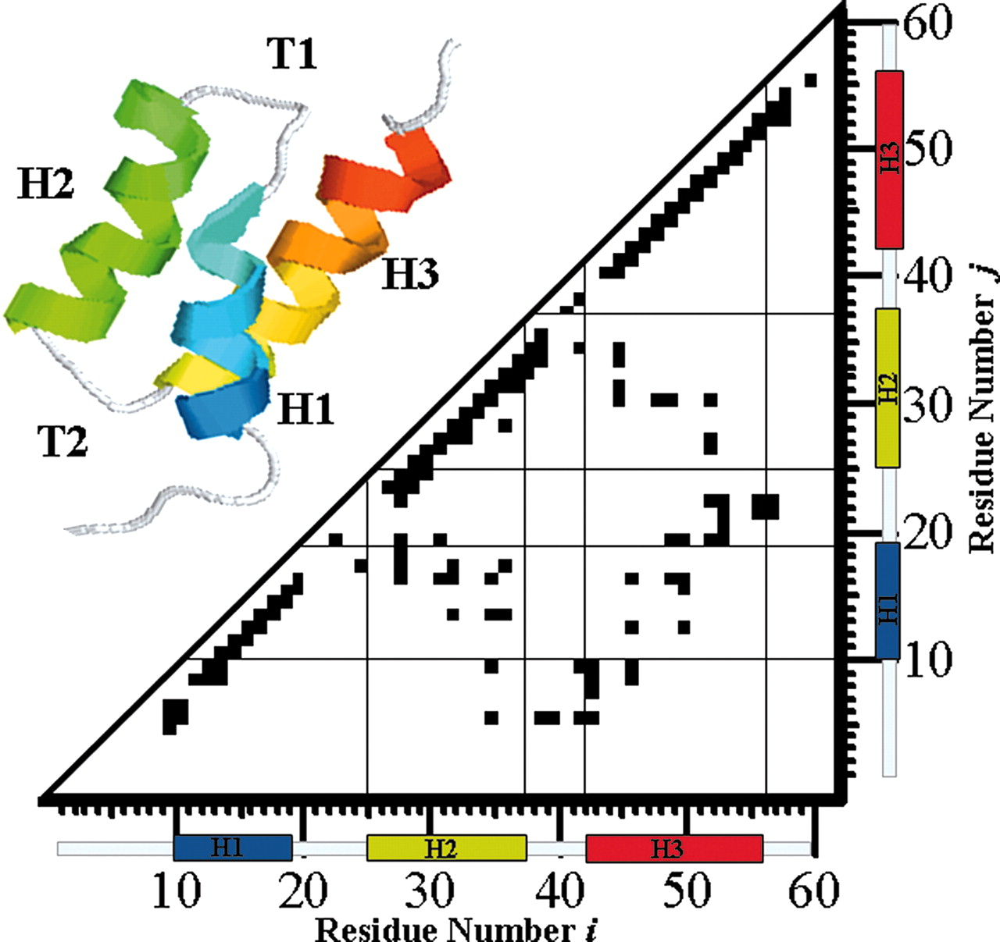 T1
H2
H3
H1
T2
60
50
40
30
20
10
H3
H2
H1
Residue Number j
H1 H2 H3
10 20 30 40 50 60
Residue Number i